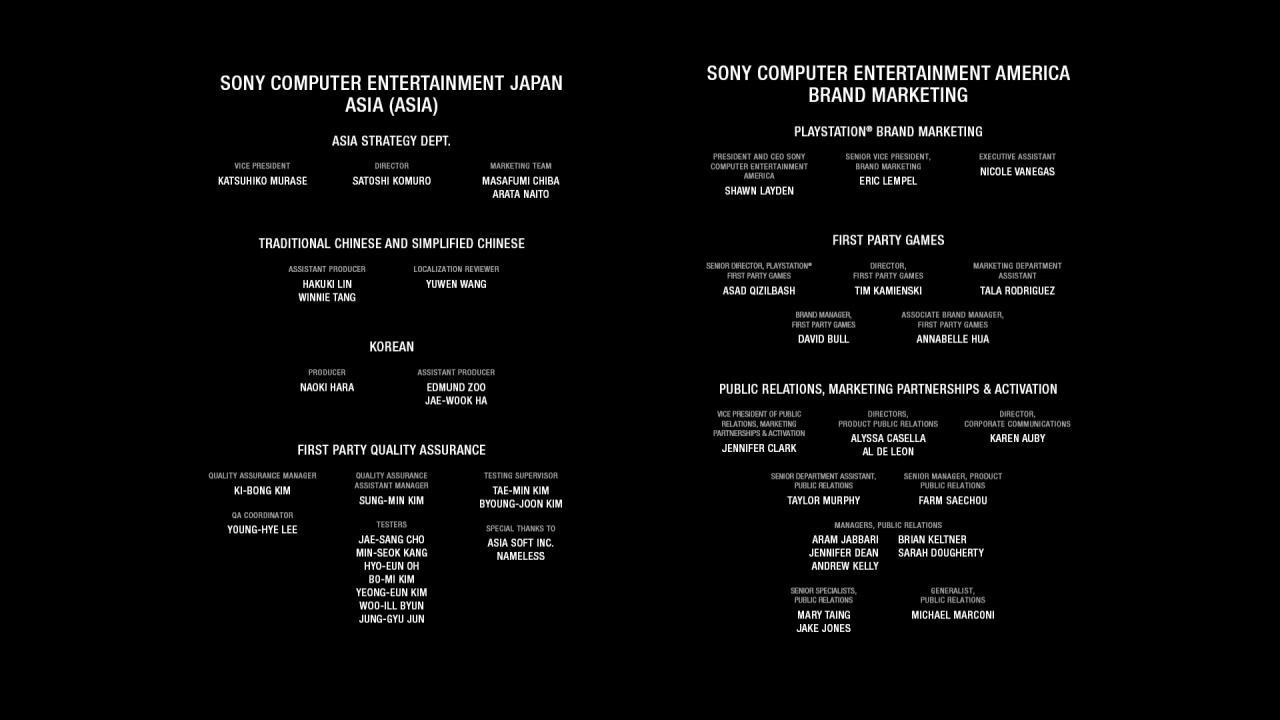 SONY COMPUTER ENTERTAINMENT JAPAN
ASIA (ASIA)
ASIA STRATEGY DEPT.
VICE PRESIDENT
KATSUHIKO MURASE
DIRECTOR
SATOSHI KOMURO
MARKETING TEAM
MASAFUMI CHIBA
ARATA NAITO
TRADITIONAL CHINESE AND SIMPLIFIED CHINESE
ASSISTANT PRODUCER
HAKUKI LIN
WINNIE TANG
LOCALIZATION REVIEWER
YUWEN WANG
KOREAN
PRODUCER
NAOKI HARA
ASSISTANT PRODUCER
EDMUND ZOO
JAE-WOOK HA
FIRST PARTY QUALITY ASSURANCE
QUALITY ASSURANCE MANAGER
KI-BONG KIM
QA COORDINATOR
YOUNG-HYE LEE
QUALITY ASSURANCE
ASSISTANT MANAGER
SUNG-MIN KIM
TESTERS
JAE-SANG CHO
MIN-SEOK KANG
HYO-EUN OH
BO-MI KIM
YEONG-EUN KIM
WOO-ILL BYUN
JUNG-GYU JUN
TESTING SUPERVISOR
TAE-MIN KIM
BYOUNG-JOON KIM
SPECIAL THANKS TO
ASIA SOFT INC.
NAMELESS
SONY COMPUTER ENTERTAINMENT AMERICA
BRAND MARKETING
PLAYSTATION® BRAND MARKETING
PRESIDENT AND CEO SONY
COMPUTER ENTERTAINMENT
AMERICA
SHAWN LAYDEN
SENIOR VICE PRESIDENT,
BRAND MARKETING
ERIC LEMPEL
EXECUTIVE ASSISTANT
NICOLE VANEGAS
FIRST PARTY GAMES
SENIOR DIRECTOR, PLAYSTATION®
FIRST PARTY GAMES
ASAD QIZILBASH
DIRECTOR,
FIRST PARTY GAMES
TIM KAMIENSKI
MARKETING DEPARTMENT
ASSISTANT
TALA RODRIGUEZ
BRAND MANAGER,
FIRST PARTY GAMES
DAVID BULL
ASSOCIATE BRAND MANAGER,
FIRST PARTY GAMES
ANNABELLE HUA
PUBLIC RELATIONS, MARKETING PARTNERSHIPS & ACTIVATION
VICE PRESIDENT OF PUBLIC
RELATIONS, MARKETING
PARTNERSHIPS & ACTIVATION
JENNIFER CLARK
DIRECTORS,
PRODUCT PUBLIC RELATIONS
ALYSSA CASELLA
AL DE LEON
DIRECTOR,
CORPORATE COMMUNICATIONS
KAREN AUBY
SENIOR DEPARTMENT ASSISTANT,
PUBLIC RELATIONS
TAYLOR MURPHY
SENIOR MANAGER, PRODUCT
PUBLIC RELATIONS
FARM SAECHOU
MANAGERS, PUBLIC RELATIONS
ARAM JABBARI
JENNIFER DEAN
ANDREW KELLY
BRIAN KELTNER
SARAH DOUGHERTY
SENIOR SPECIALISTS,
PUBLIC RELATIONS
MARY TAING
JAKE JONES
GENERALIST,
PUBLIC RELATIONS
MICHAEL MARCONI